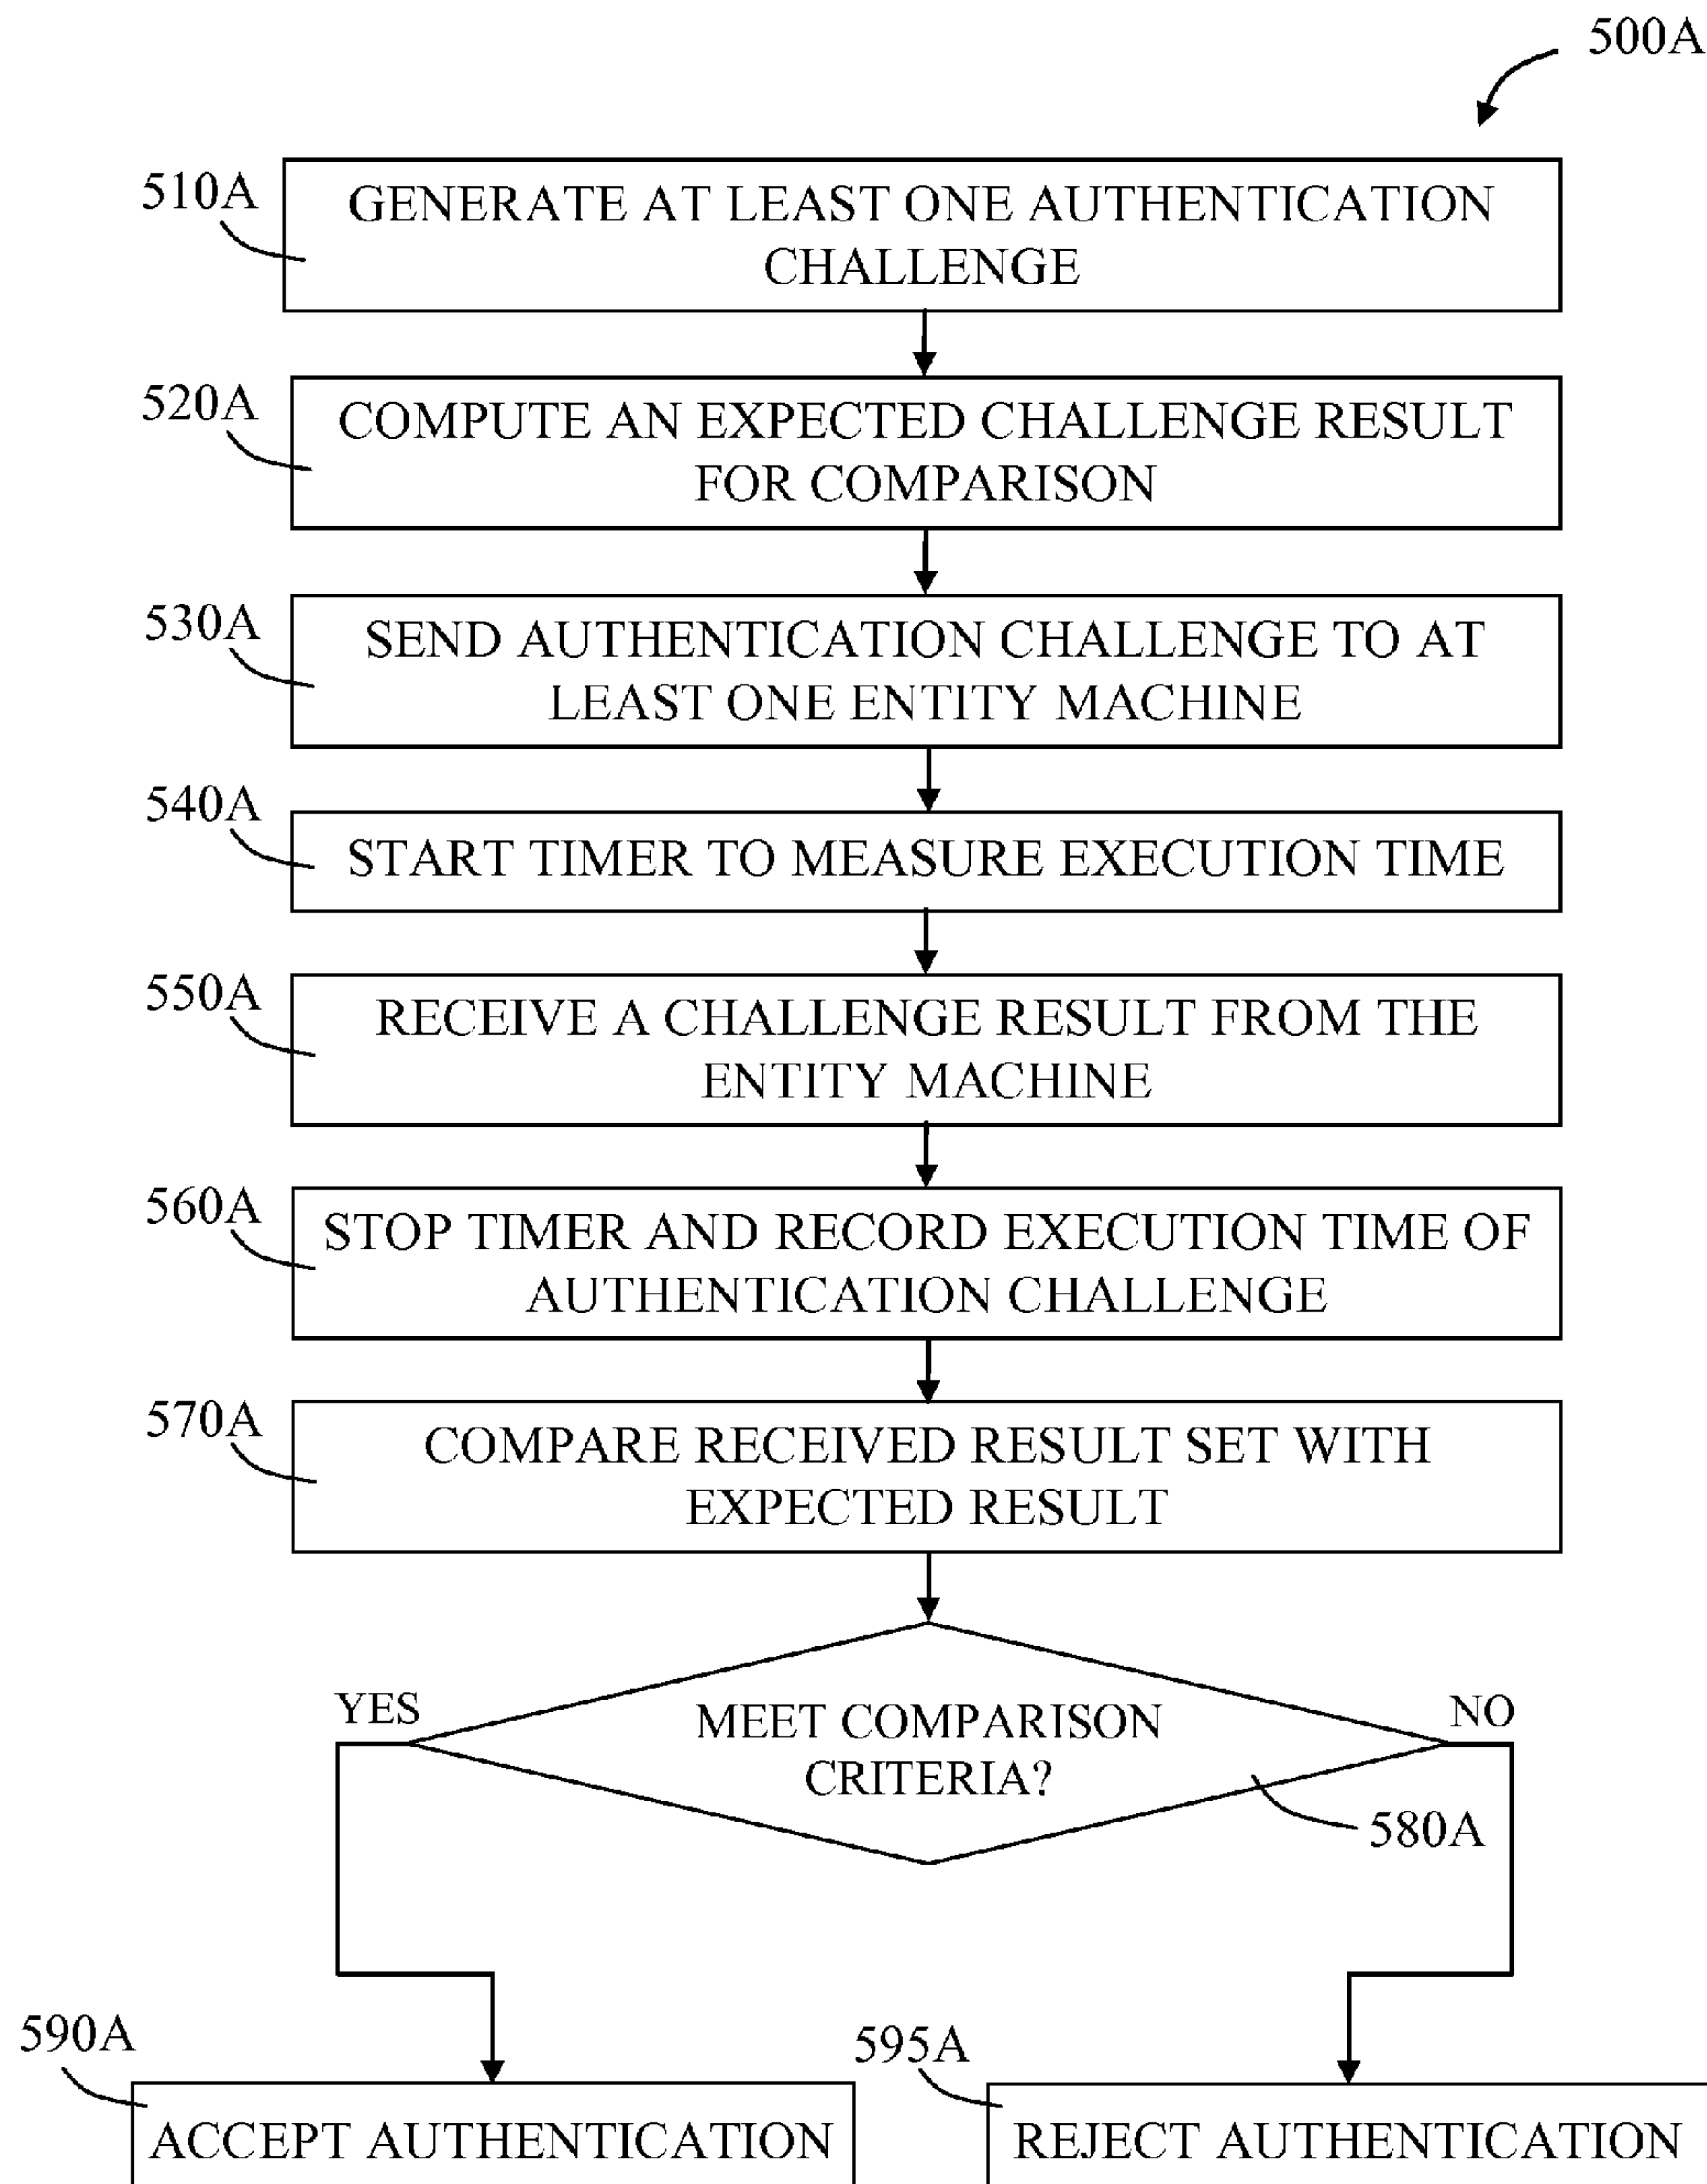 500A
510A
GENERATE AT LEAST ONE AUTHENTICATION
CHALLENGE
520A
COMPUTE AN EXPECTED CHALLENGE RESULT
FOR COMPARISON
530A
SEND AUTHENTICATION CHALLENGE TO AT
LEAST ONE ENTITY MACHINE
540A
START TIMER TO MEASURE EXECUTION TIME
550A
RECEIVE A CHALLENGE RESULT FROM THE
ENTITY MACHINE
560A
STOP TIMER AND RECORD EXECUTION TIME OF
AUTHENTICATION CHALLENGE
570A
COMPARE RECEIVED RESULT SET WITH
EXPECTED RESULT
YES
MEET COMPARISON
CRITERIA?
NO
580A
590A
ACCEPT AUTHENTICATION
595A
REJECT AUTHENTICATION